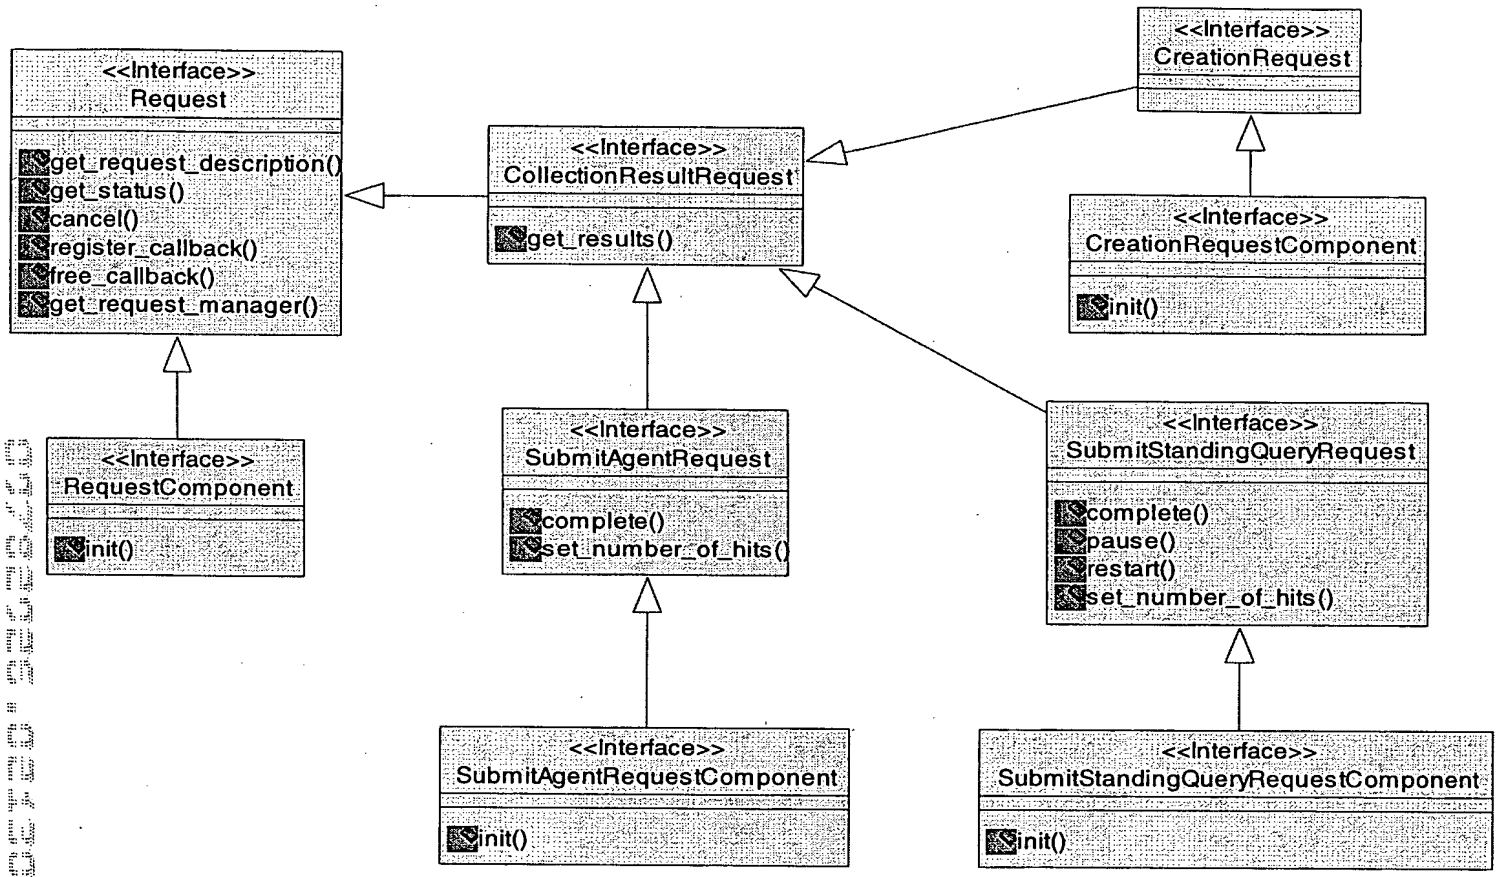 <<Interface>>
Request
get_request_description()
get_status()
cancel()
register_callback()
free_callback()
get_request_manager()
<<Interface>>
RequestComponent
init()
<<Interface>>
CollectionResultRequest
get_results()
<<Interface>>
SubmitAgentRequest
complete()
set_number_of_hits()
<<Interface>>
SubmitAgentRequestComponent
init()
<<Interface>>
CreationRequest
<<Interface>>
CreationRequestComponent
init()
<<Interface>>
SubmitStandingQueryRequest
complete()
pause()
restart()
set_number_of_hits()
<<Interface>>
SubmitStandingQueryRequestComponent
init()